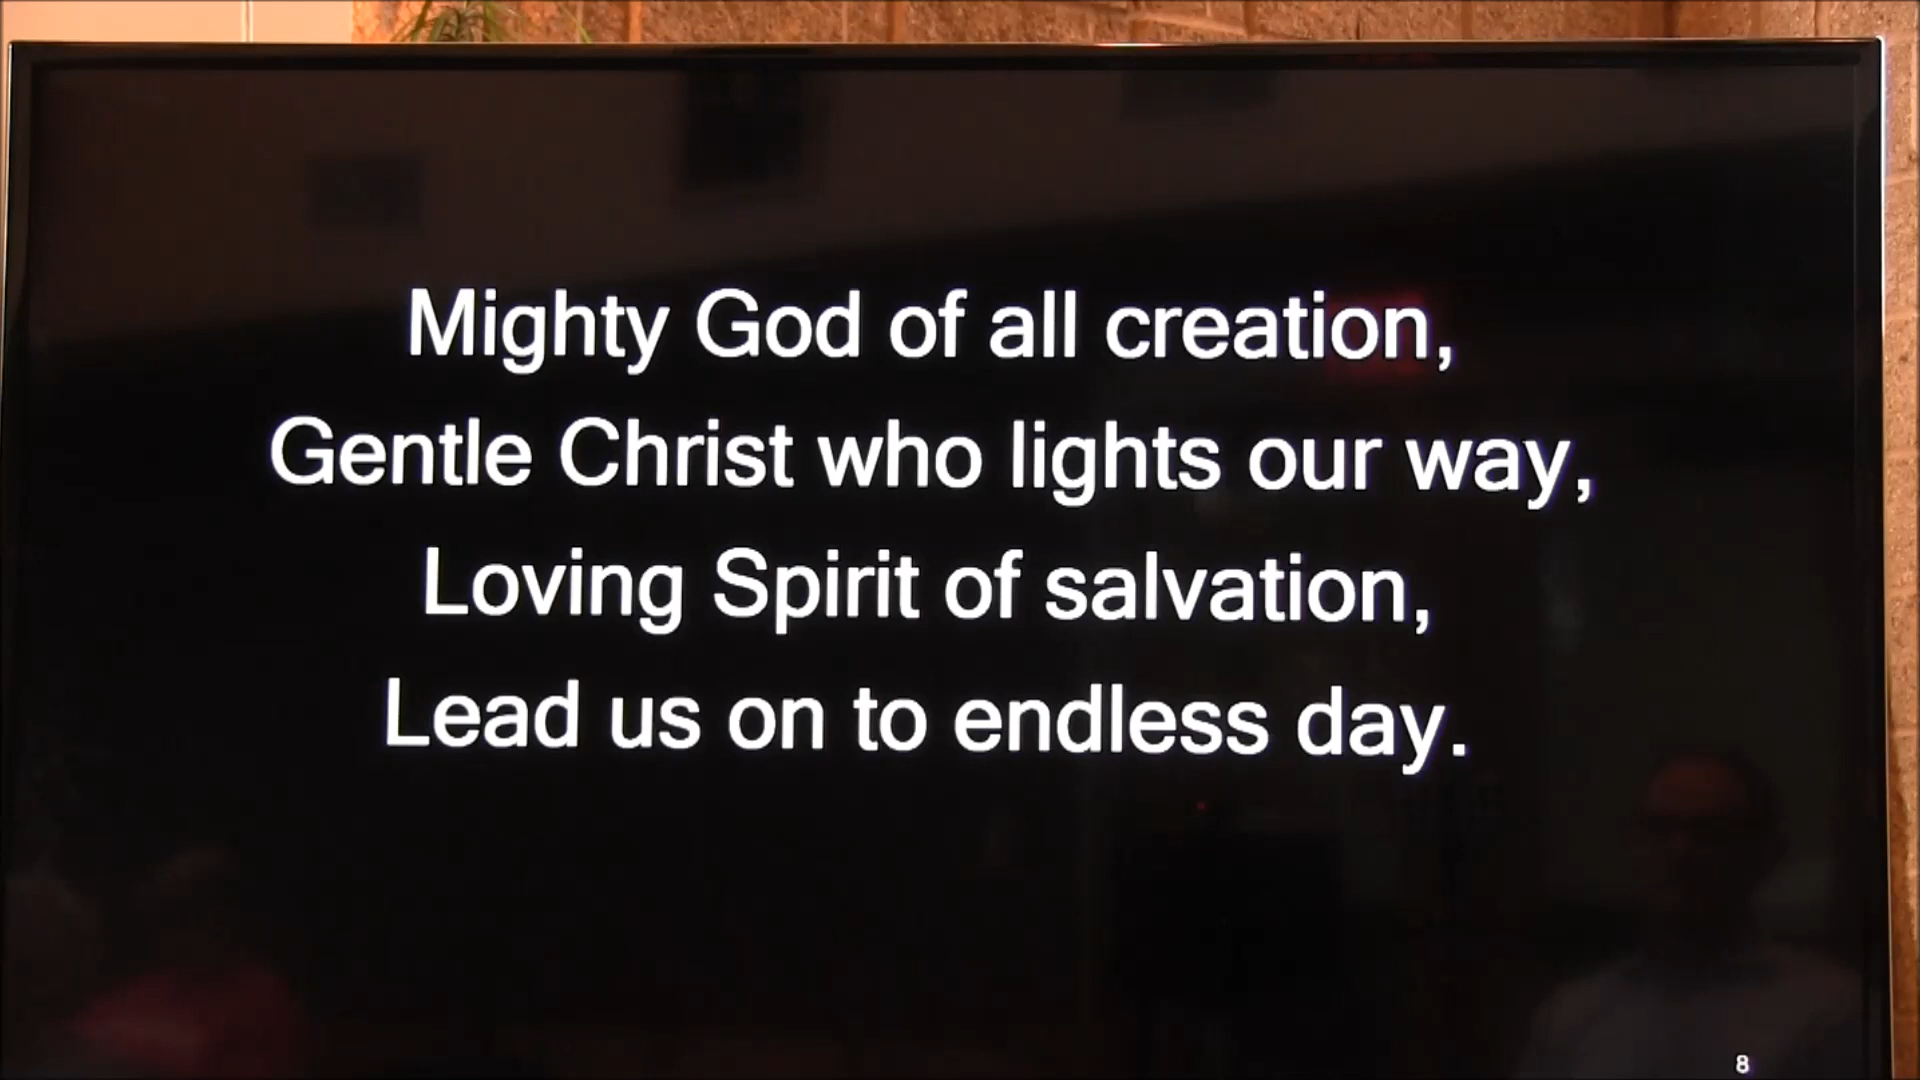 Mighty God of all creation,
Gentle Christ who lights our way,
Loving Spirit of salvation,
Lead us on to endless day.
8